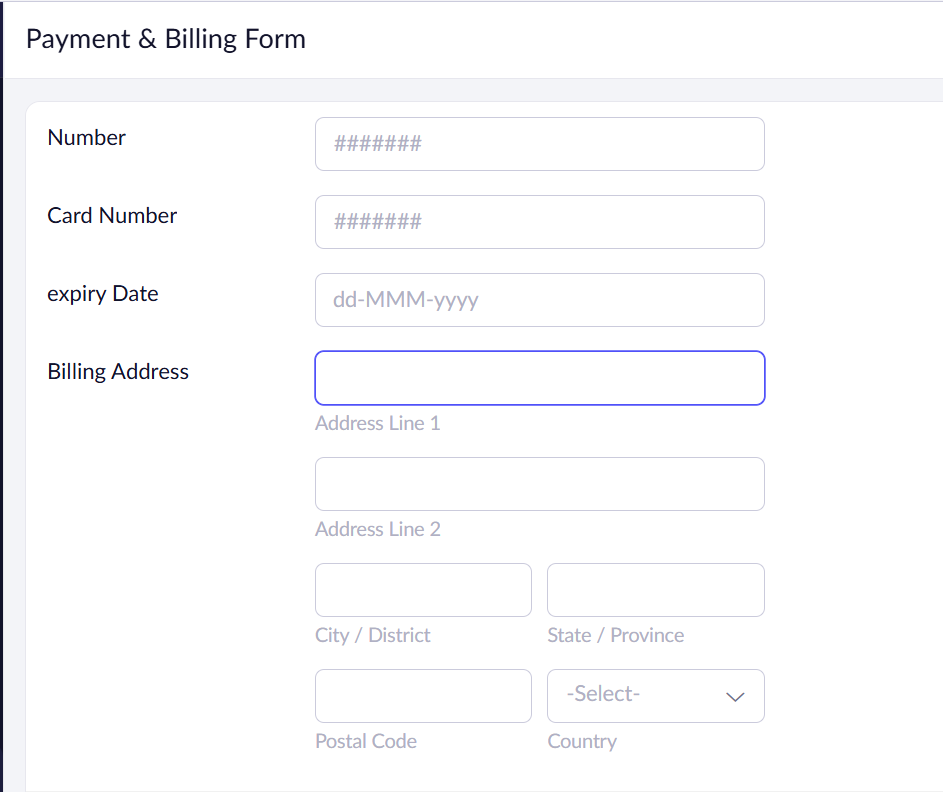 Payment & Billing Form
Number
#######
Card Number
#######
expiry Date
dd-MMM-yyyy
Billing Address
Address Line 1
Address Line 2
City / District
State / Province
-Select-
Postal Code
Country